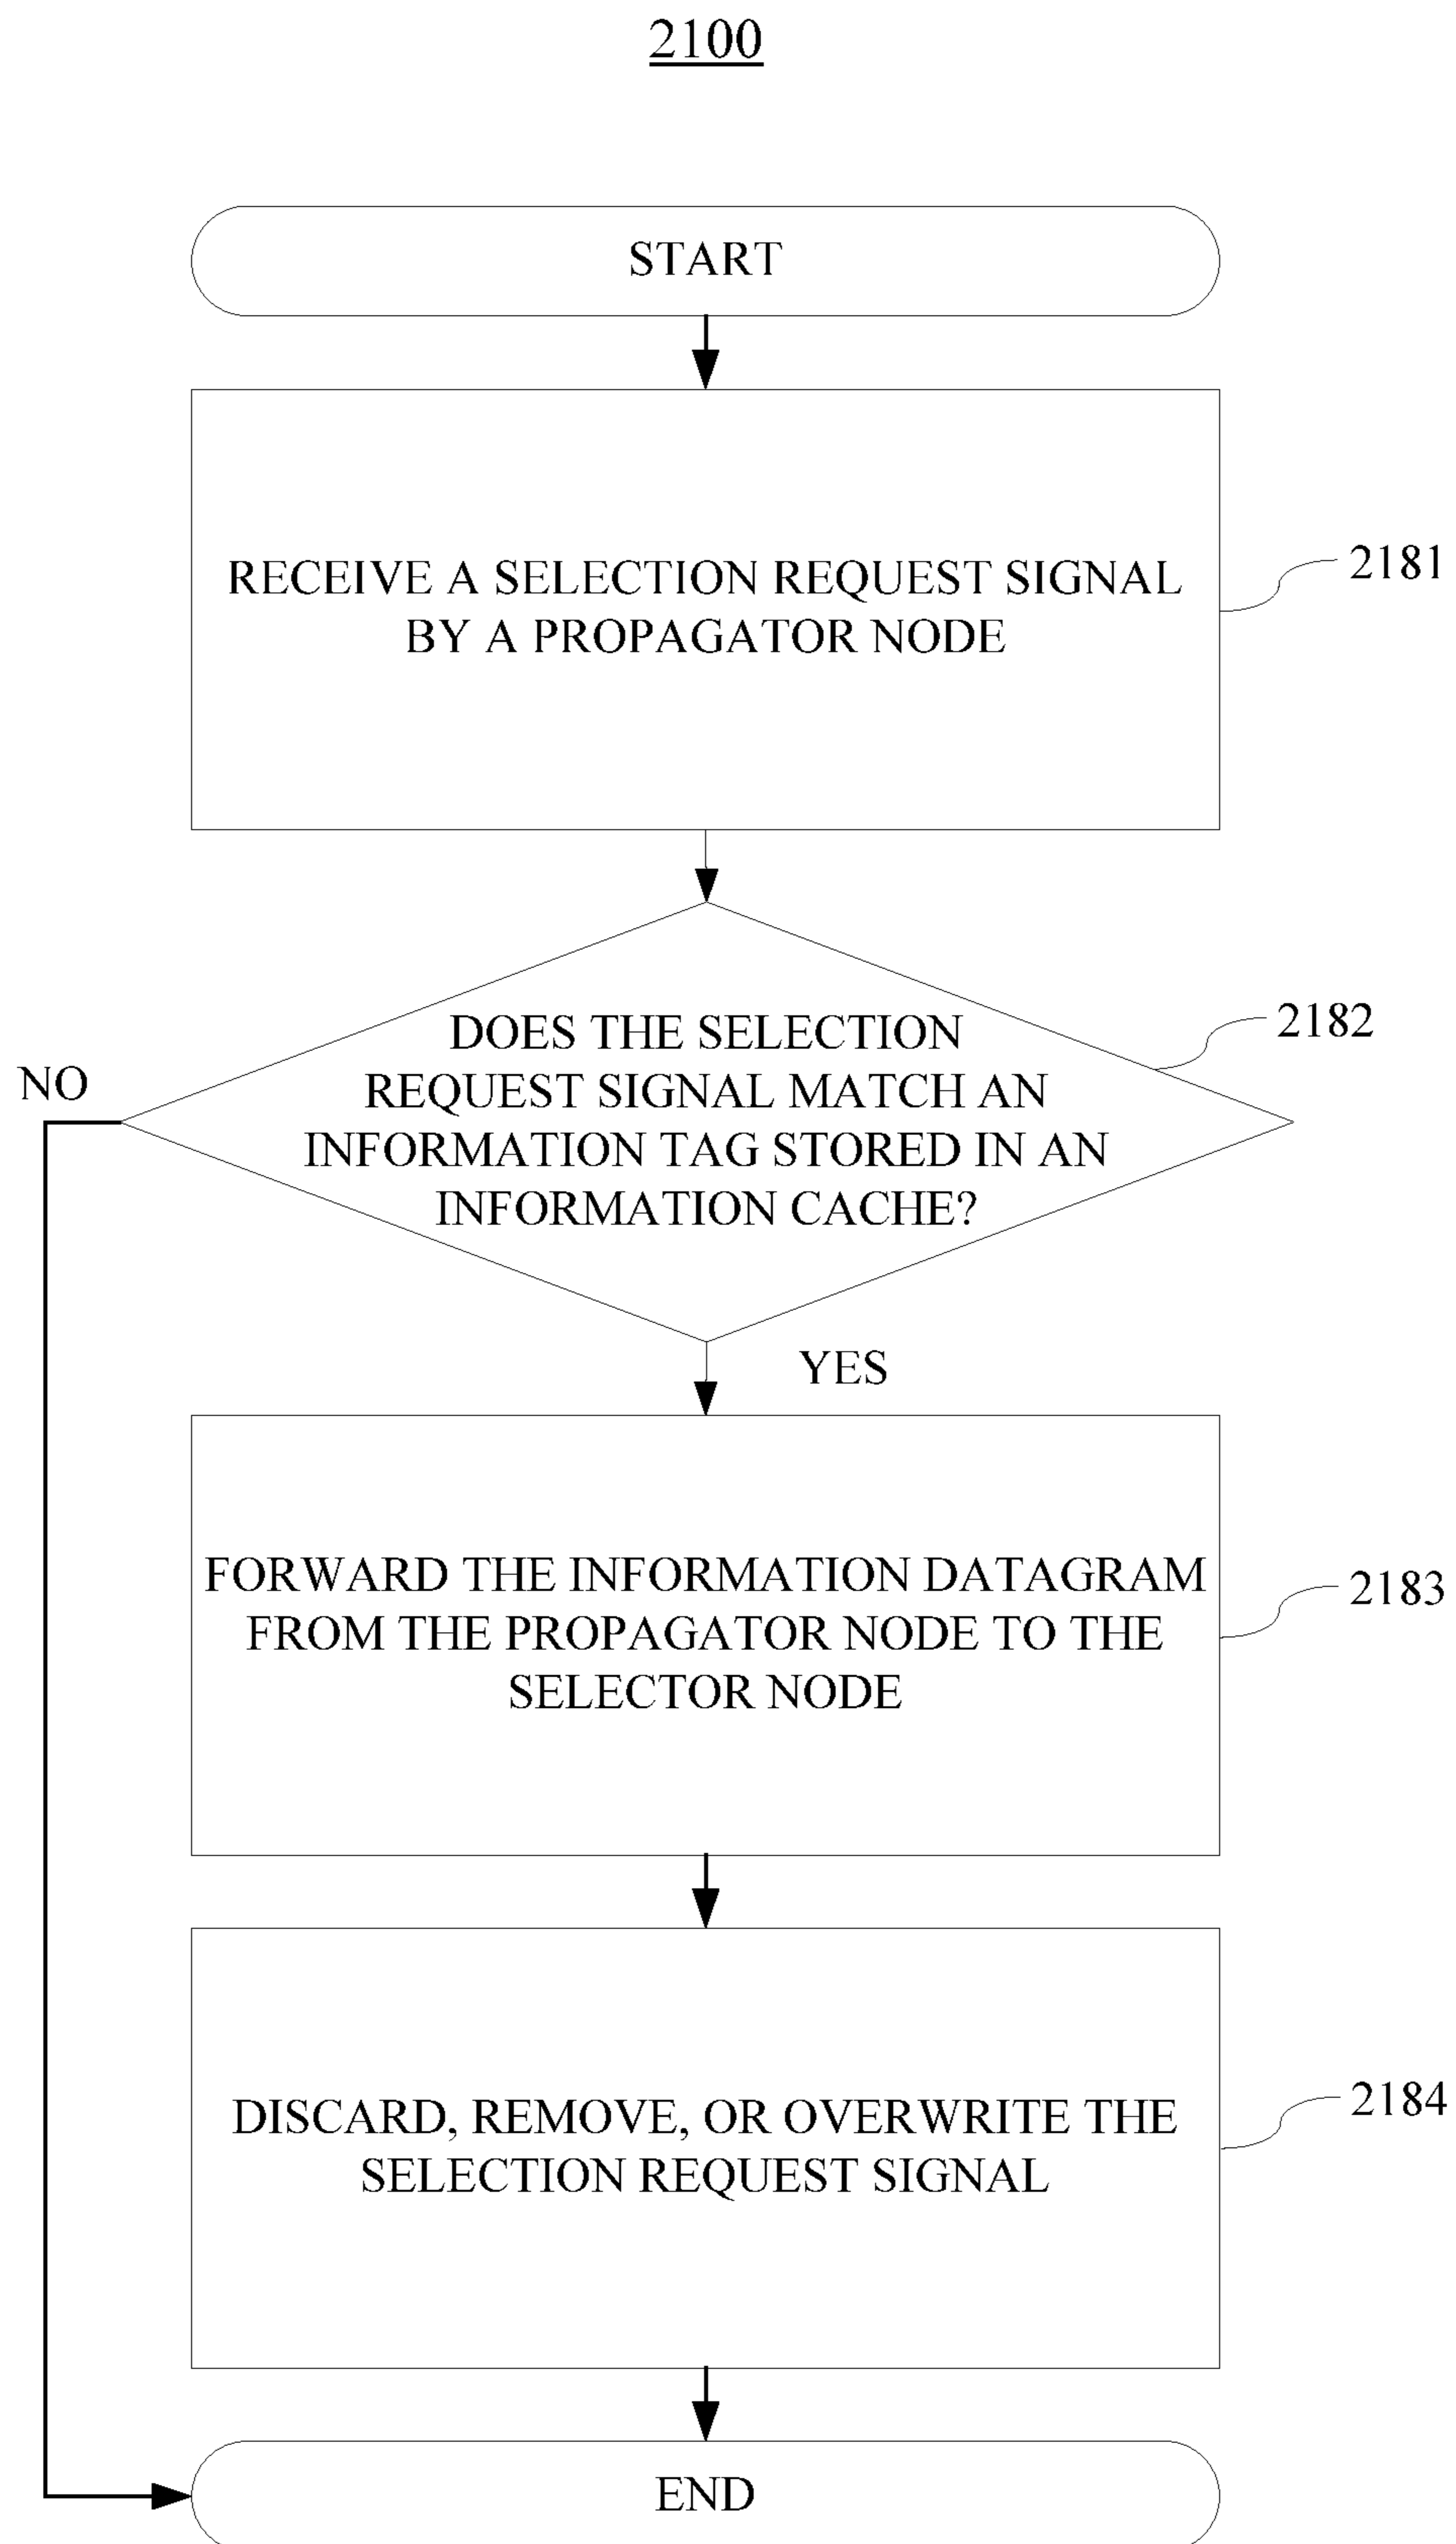 2100
START
RECEIVE A SELECTION REQUEST SIGNAL
BY A PROPAGATOR NODE
2181
DOES THE SELECTION
REQUEST SIGNAL MATCH AN
INFORMATION TAG STORED IN AN
INFORMATION CACHE?
2182
NO
YES
FORWARD THE INFORMATION DATAGRAM
FROM THE PROPAGATOR NODE TO THE
SELECTOR NODE
2183
DISCARD, REMOVE, OR OVERWRITE THE
SELECTION REQUEST SIGNAL
2184
END